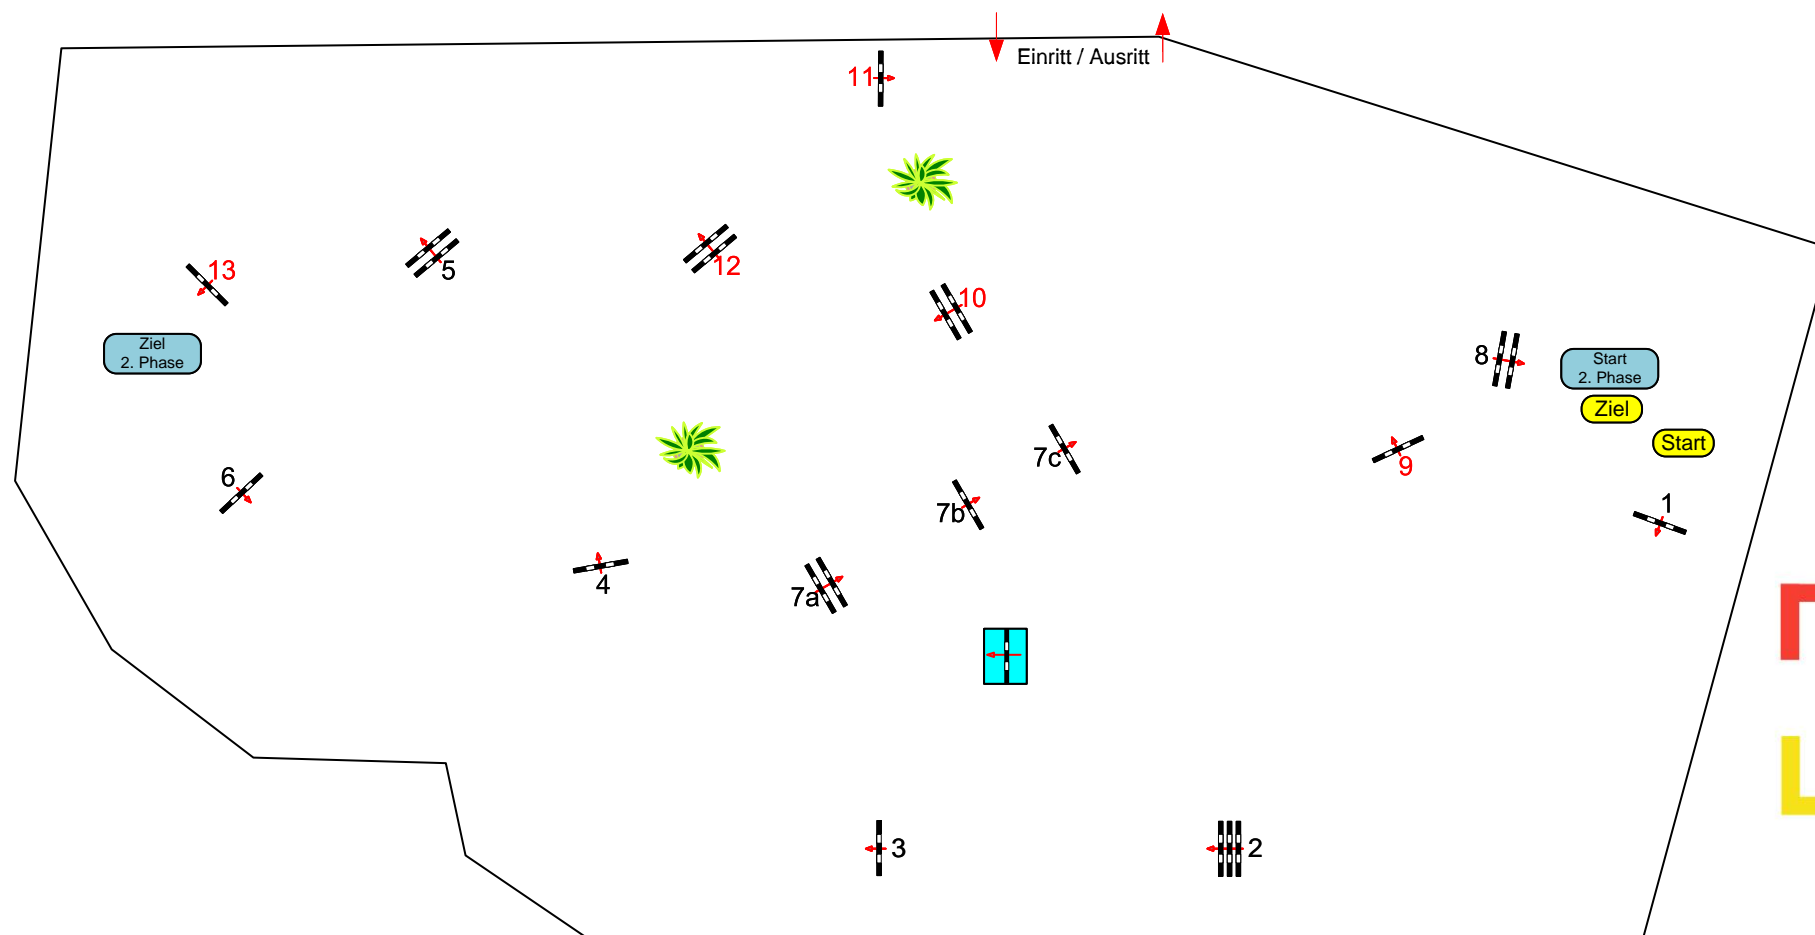 Einritt / Ausritt
11
13
5
12
10
Ziel
2. Phase
8
Start
2. Phase
Ziel
Start
7c
9
6
7b
1
4
7a
3
2